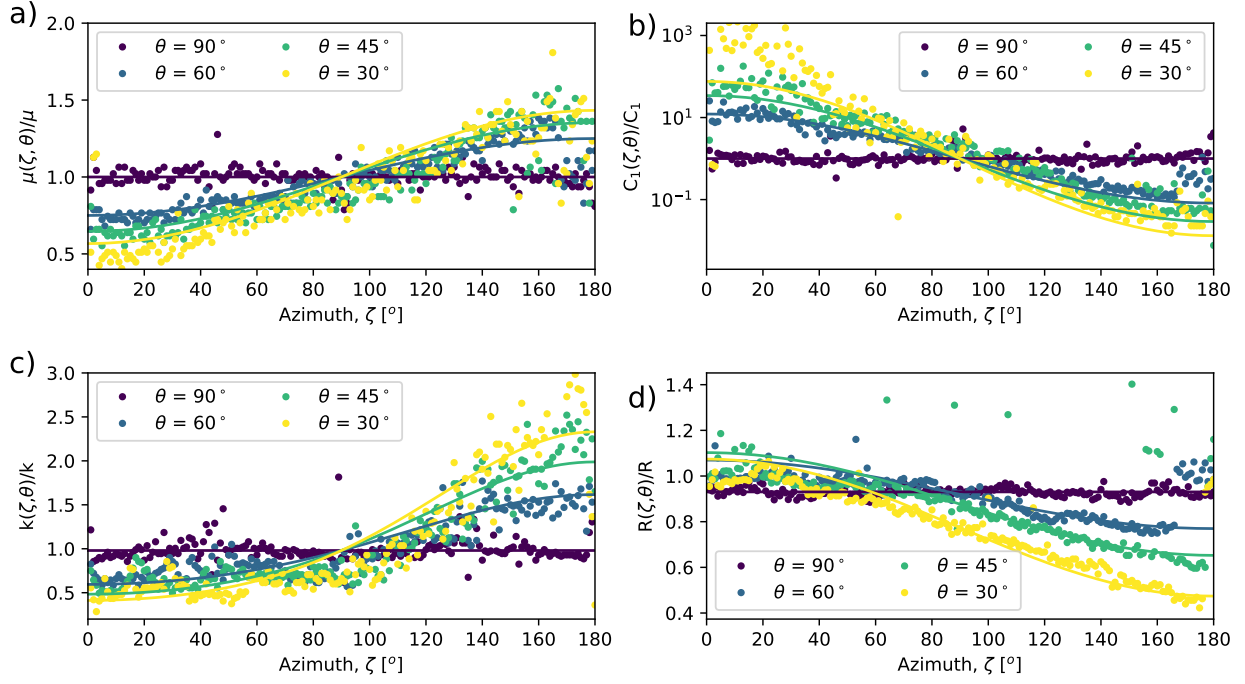 a)
μ(ζ, θ)/μ
2.0
1.5
1.0
0.5
θ = 90°
θ = 45°
θ = 60°
θ = 30°
0 20 40 60 80 100 120 140 160 180
Azimuth, ζ [°]
b)
C₁(ζ,θ)/C₁
10³
10¹
10⁻¹
θ = 90°
θ = 45°
θ = 60°
θ = 30°
0 20 40 60 80 100 120 140 160 180
Azimuth, ζ [°]
c)
k(ζ,θ)/k
3.0
2.5
2.0
1.5
1.0
0.5
θ = 90°
θ = 45°
θ = 60°
θ = 30°
0 20 40 60 80 100 120 140 160 180
Azimuth, ζ [°]
d)
R(ζ,θ)/R
1.4
1.2
1.0
0.8
0.6
0.4
θ = 90°
θ = 45°
θ = 60°
θ = 30°
0 20 40 60 80 100 120 140 160 180
Azimuth, ζ [°]